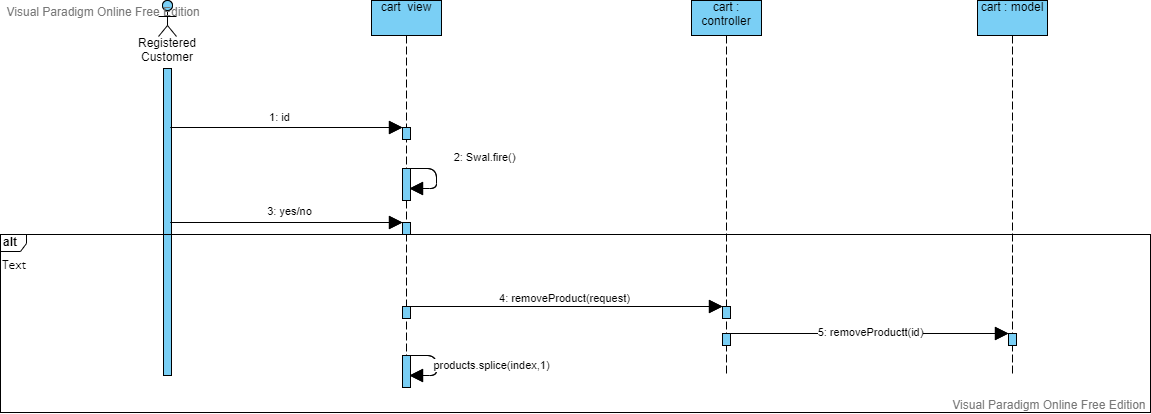 Visual Paradigm Online Free Edition
cart view
cart :
controller
cart : model
Registered
Customer
1: id
2: Swal.fire()
3: yes/no
alt
Text
4: removeProduct(request)
5: removeProductt(id)
products.splice(index,1)
Visual Paradigm Online Free Edition